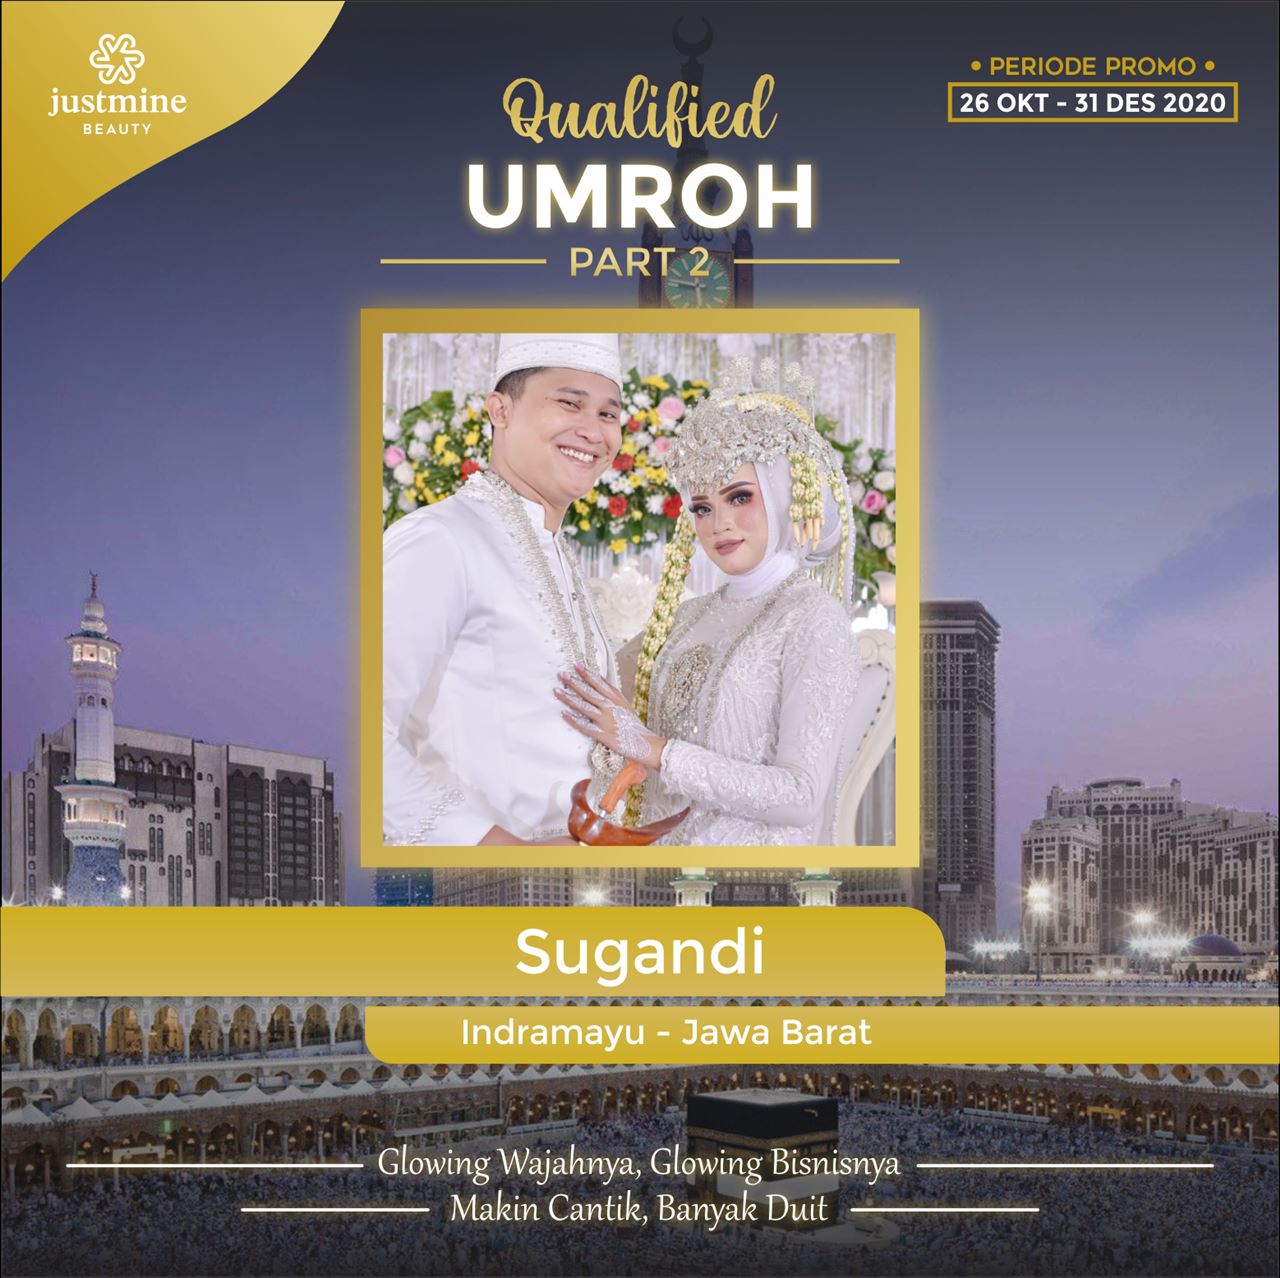 justmine
BEAUTY
• PERIODE PROMO •
26 OKT - 31 DES 2020
Qualified
UMROH
PART 2
Sugandi
Indramayu - Jawa Barat
Glowing Wajahnya, Glowing Bisnisnya
Makin Cantik, Banyak Duit